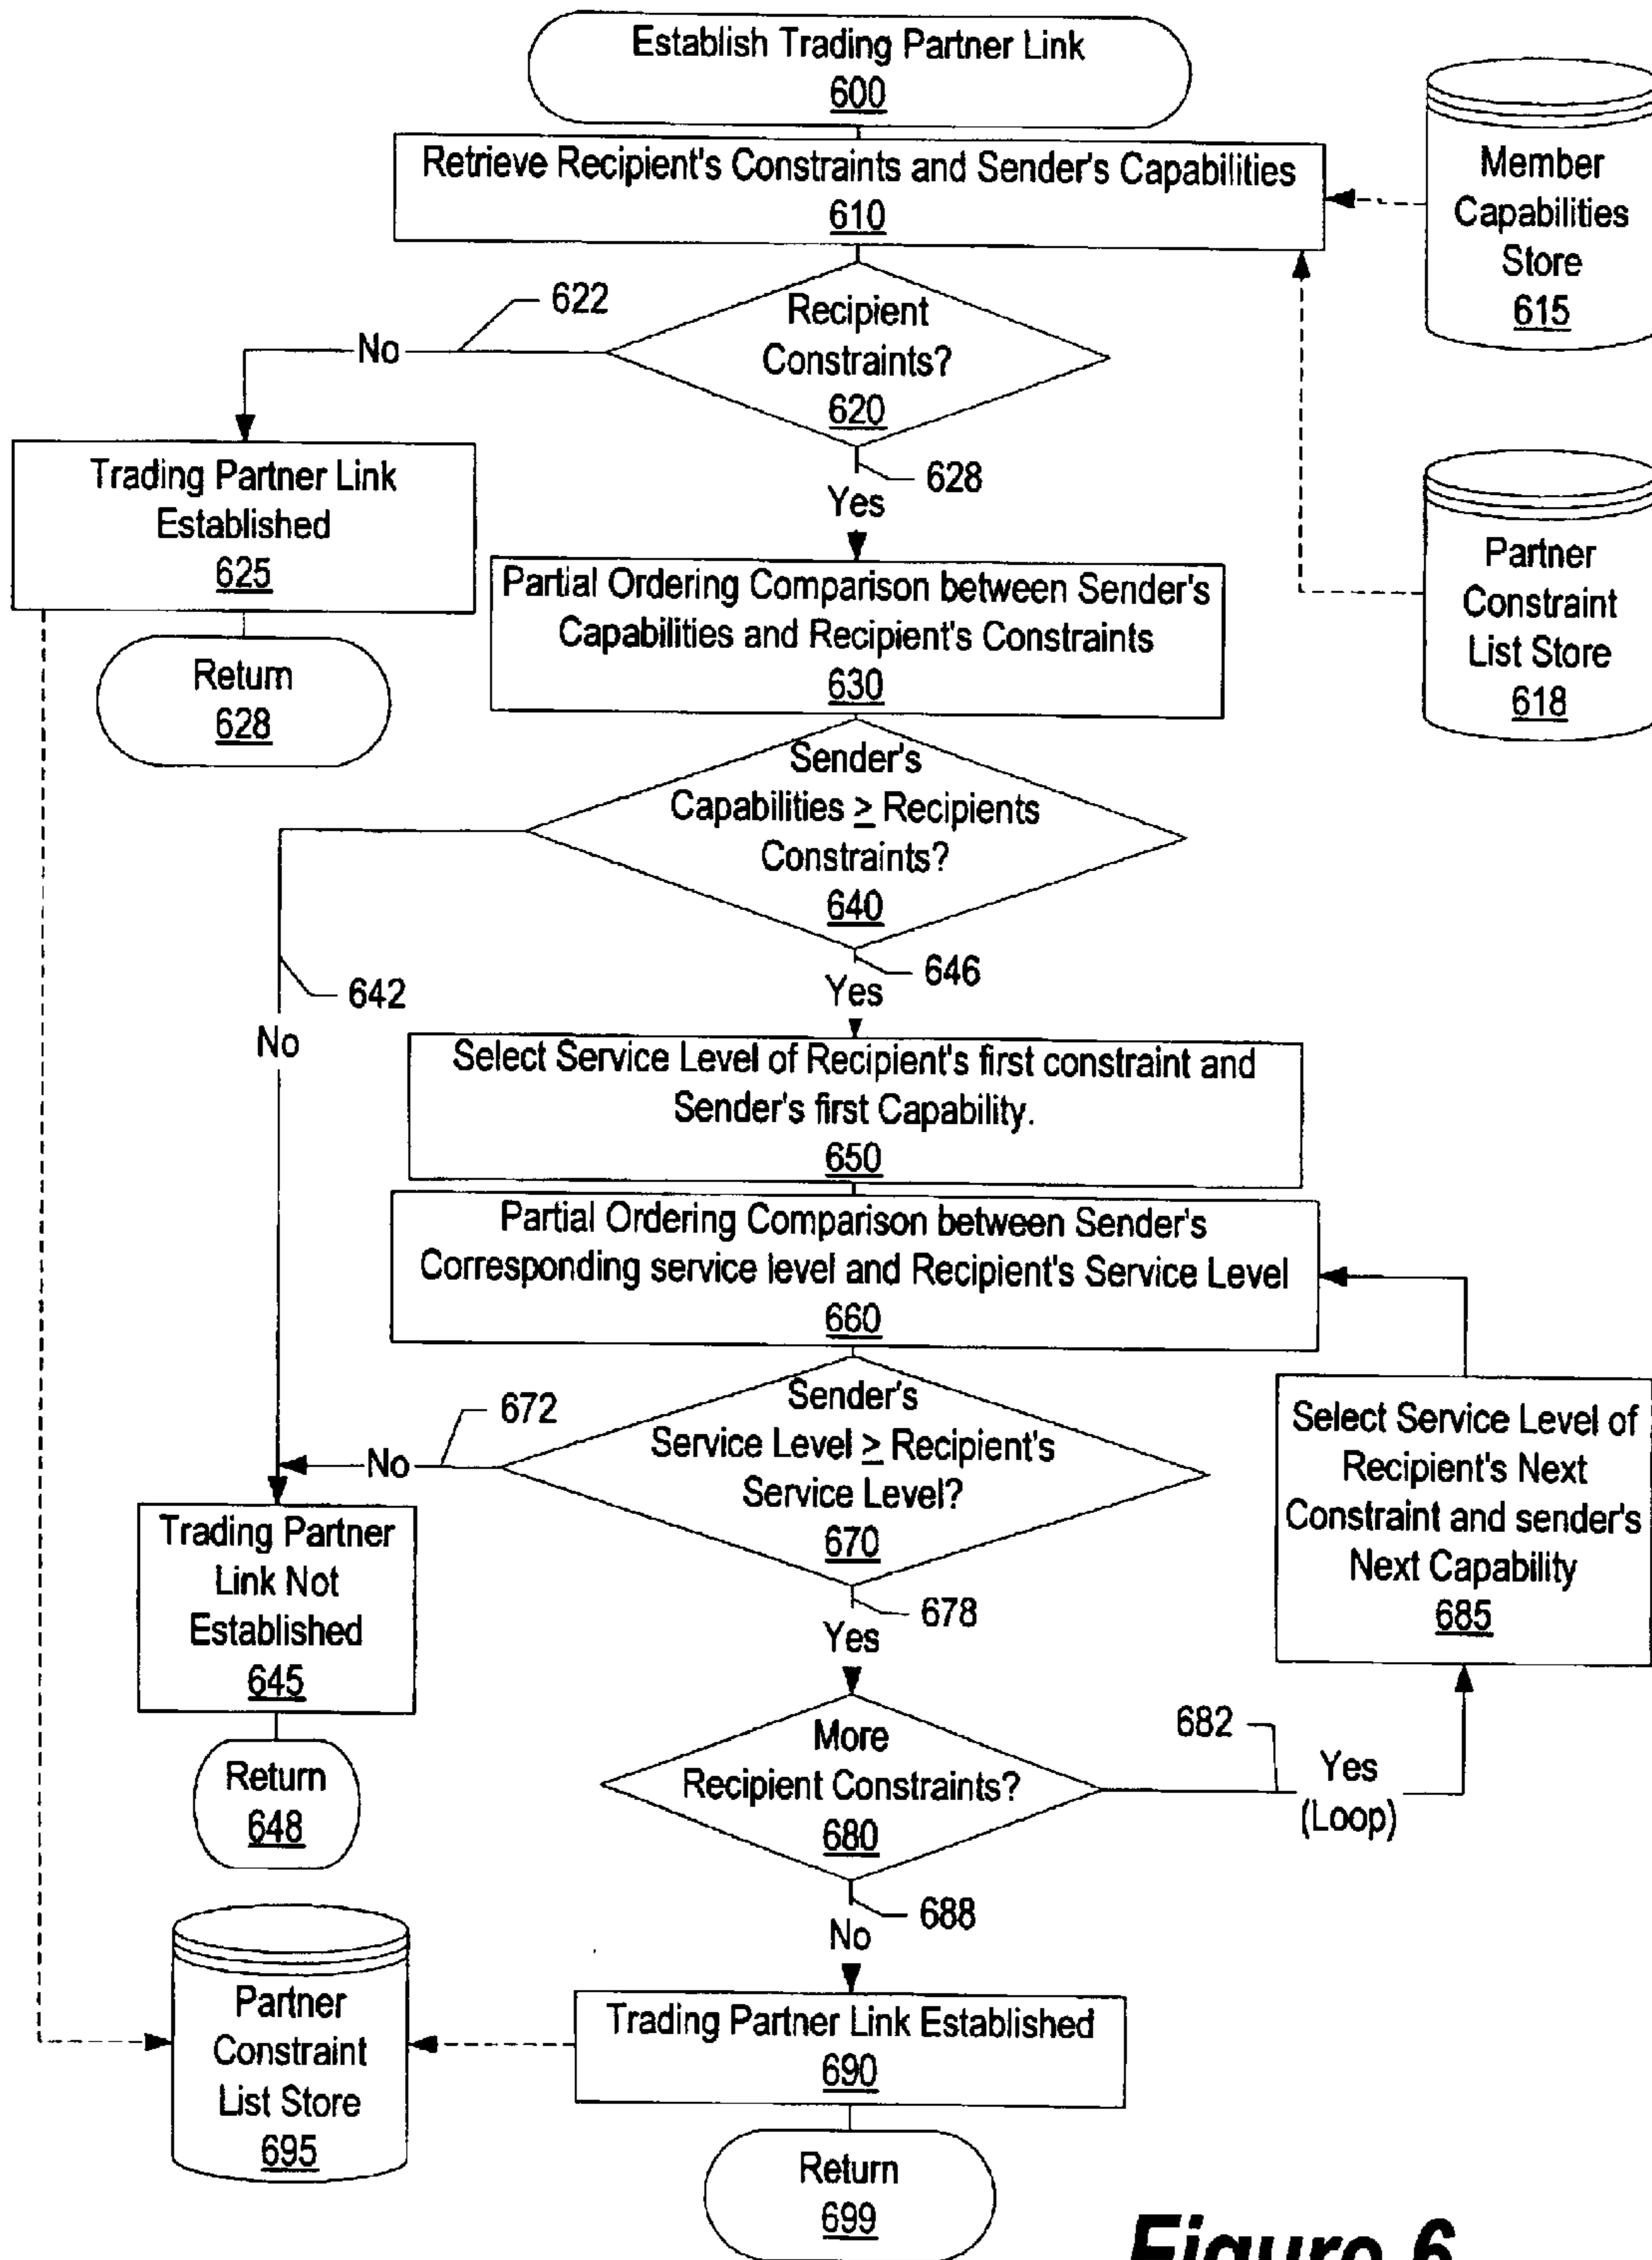 Establish Trading Partner Link
600
Retrieve Recipient's Constraints and Sender's Capabilities
610
Member
Capabilities
Store
615
Recipient
Constraints?
620
622
No
628
Yes
Trading Partner Link
Established
625
Return
628
Partner
Constraint
List Store
618
Partial Ordering Comparison between Sender's
Capabilities and Recipient's Constraints
630
Sender's
Capabilities ≥ Recipients
Constraints?
640
642
No
646
Yes
Select Service Level of Recipient's first constraint and
Sender's first Capability.
650
Partial Ordering Comparison between Sender's
Corresponding service level and Recipient's Service Level
660
Sender's
Service Level ≥ Recipient's
Service Level?
670
672
No
678
Yes
Select Service Level of
Recipient's Next
Constraint and sender's
Next Capability
685
Trading Partner
Link Not
Established
645
Return
648
More
Recipient Constraints?
680
682
Yes
(Loop)
688
No
Partner
Constraint
List Store
695
Trading Partner Link Established
690
Return
699
Figure 6